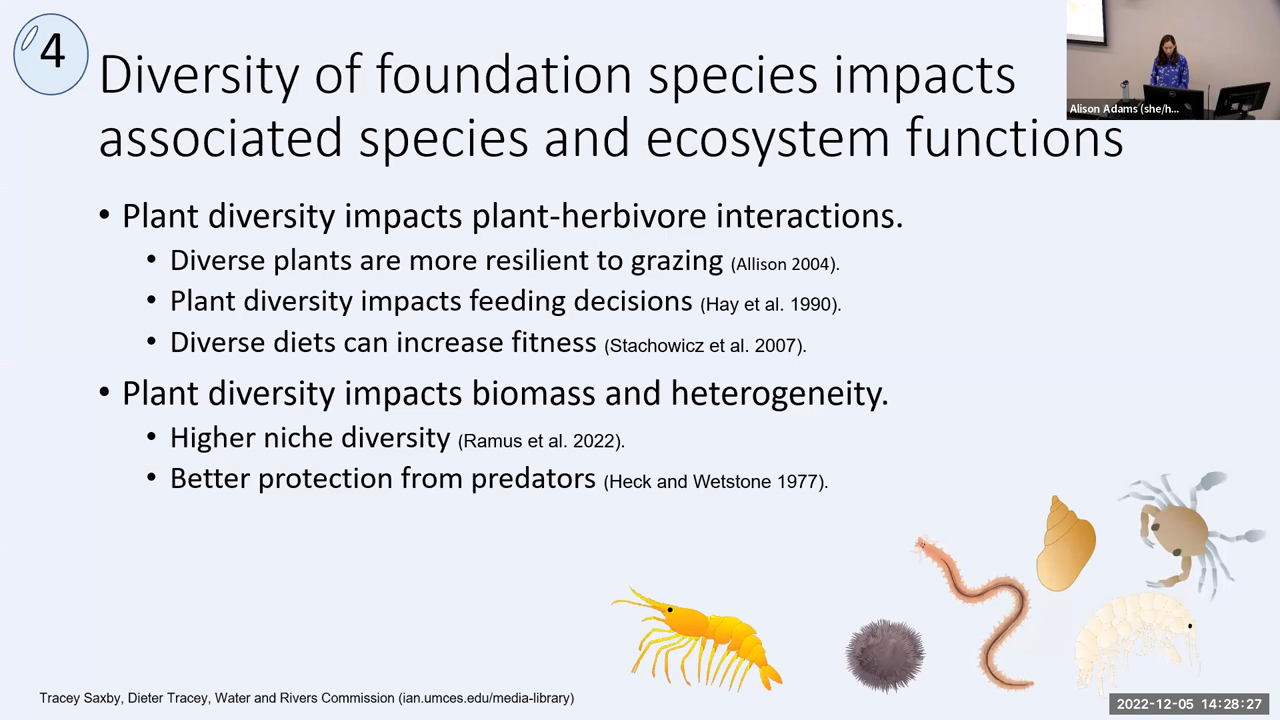 4
Diversity of foundation species impacts
associated species and ecosystem functions
Alison Adams (she/h...
• Plant diversity impacts plant-herbivore interactions.
• Diverse plants are more resilient to grazing (Allison 2004).
• Plant diversity impacts feeding decisions (Hay et al. 1990).
• Diverse diets can increase fitness (Stachowicz et al. 2007).
• Plant diversity impacts biomass and heterogeneity.
• Higher niche diversity (Ramus et al. 2022).
• Better protection from predators (Heck and Wetstone 1977).
Tracey Saxby, Dieter Tracey, Water and Rivers Commission (ian.umces.edu/media-library)
2022-12-05 14:28:27